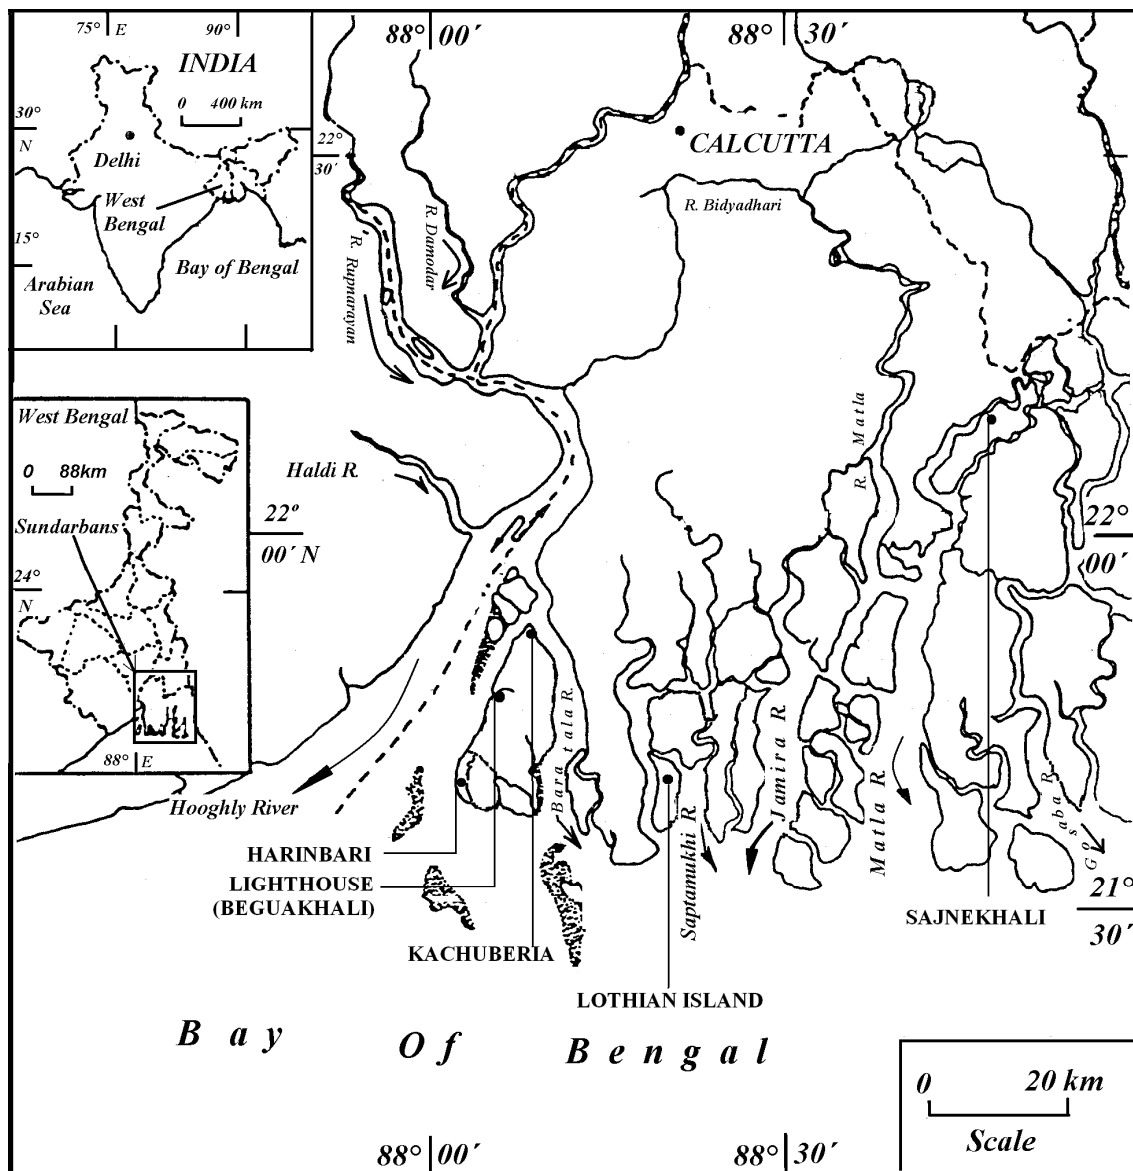 75° E
90°
INDIA
0 400 km
30°
N
Delhi
West
Bengal
15°
Bay of Bengal
Arabian
Sea
88° 00′
88° 30′
22°
30′
CALCUTTA
R. Bidyadhari
R. Damodar
R. Rupnarayan
West Bengal
0 88km
Sundarbans
24°
N
88° E
Haldi R.
22°
00′ N
R. Matla
22°
00′
Hooghly River
Baratala R.
Saptamukhi R.
Jamira R.
Matla R.
Gosaba R.
HARINBARI
LIGHTHOUSE
(BEGUAKHALI)
KACHUBERIA
LOTHIAN ISLAND
SAJNEKHALI
21°
30′
Bay Of Bengal
0 20 km
Scale
88° 00′
88° 30′